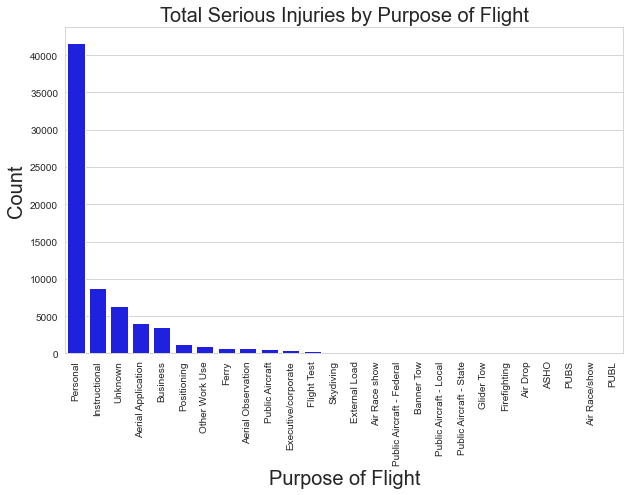 Total Serious Injuries by Purpose of Flight
Count
40000
35000
30000
25000
20000
15000
10000
5000
0
Personal
Instructional
Unknown
Aerial Application
Business
Positioning
Other Work Use
Ferry
Aerial Observation
Public Aircraft
Executive/corporate
Flight Test
Skydiving
External Load
Air Race show
Public Aircraft - Federal
Banner Tow
Public Aircraft - Local
Public Aircraft - State
Glider Tow
Firefighting
Air Drop
ASHO
PUBS
Air Race/show
PUBL
Purpose of Flight